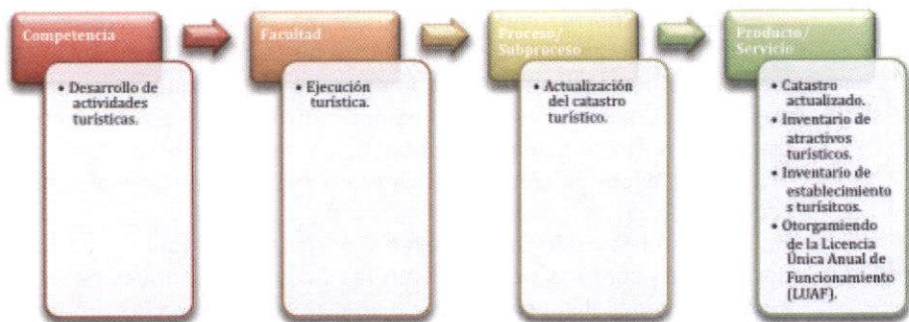 Competencia
• Desarrollo de
actividades
turísticas.
Facultad
• Ejecución
turística.
Proceso/
Subproceso
• Actualización
del catastro
turístico.
Producto/
Servicio
• Catastro
actualizado.
• Inventario de
atractivos
turísticos.
• Inventario de
establecimiento
s turísitcos.
• Otorgamiendo
de la Licencia
Única Anual de
Funcionamiento
(LUAF).